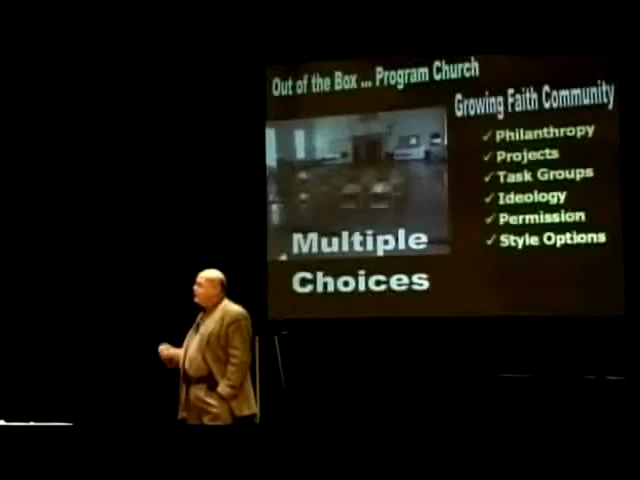 Out of the Box ... Program Church
Growing Faith Community
✓ Philanthropy
✓ Projects
✓ Task Groups
✓ Ideology
✓ Permission
✓ Style Options
Multiple
Choices